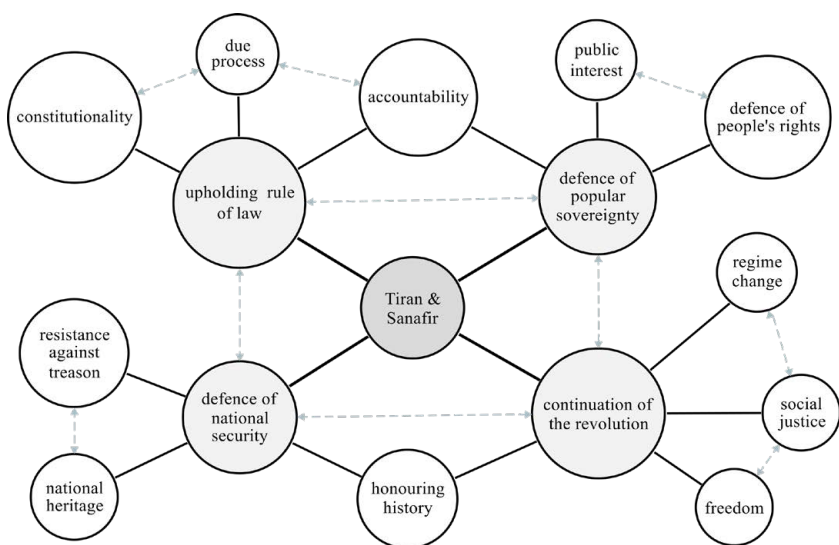 due
process
public
interest
constitutionality
accountability
defence of
people's rights
upholding rule
of law
defence of
popular
sovereignty
Tiran &
Sanafir
regime
change
resistance
against
treason
defence of
national
security
continuation of
the revolution
social
justice
national
heritage
honouring
history
freedom